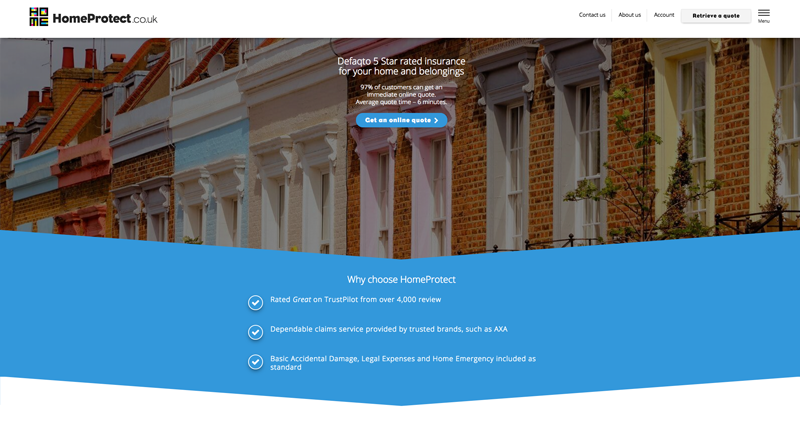 HOME HomeProtect.co.uk
Contact us
About us
Account
Retrieve a quote
Menu
Defaqto 5 Star rated insurance
for your home and belongings
97% of customers can get an
immediate online quote.
Average quote time – 6 minutes.
Get an online quote
Why choose HomeProtect
Rated Great on TrustPilot from over 4,000 review
Dependable claims service provided by trusted brands, such as AXA
Basic Accidental Damage, Legal Expenses and Home Emergency included as
standard